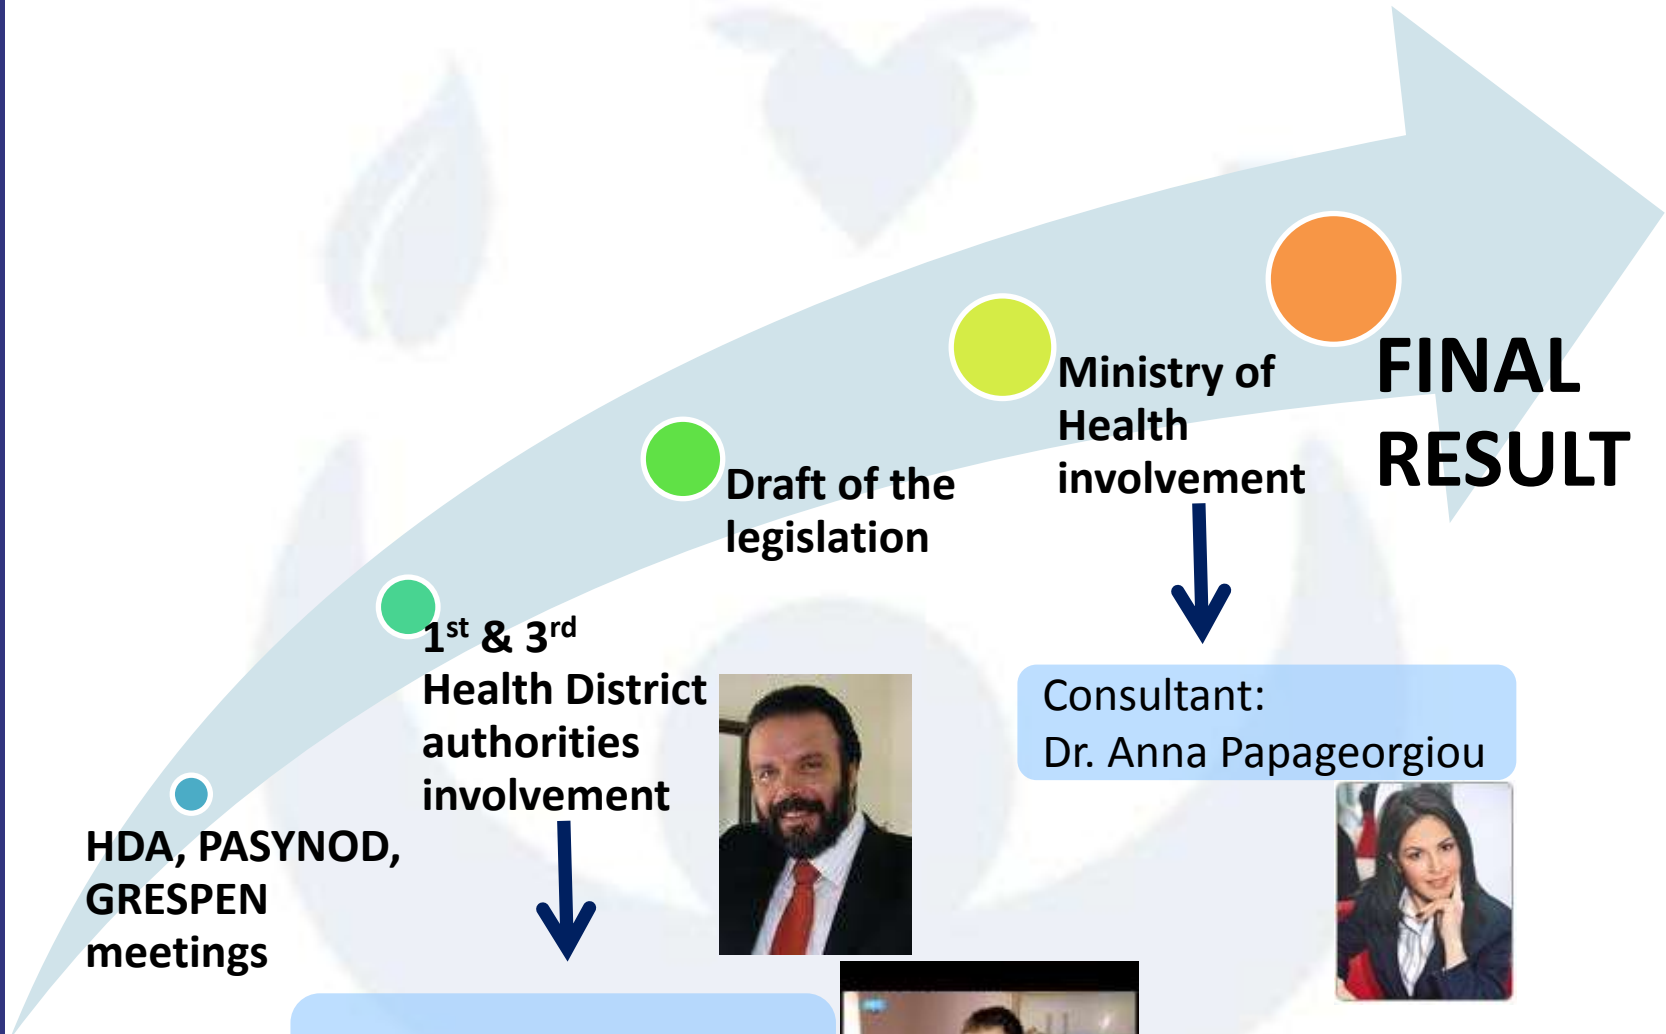 FINAL
RESULT
Ministry of
Health
involvement
Draft of the
legislation
1st & 3rd
Health District
authorities
involvement
HDA, PASYNOD,
GRESPEN
meetings
Consultant:
Dr. Anna Papageorgiou